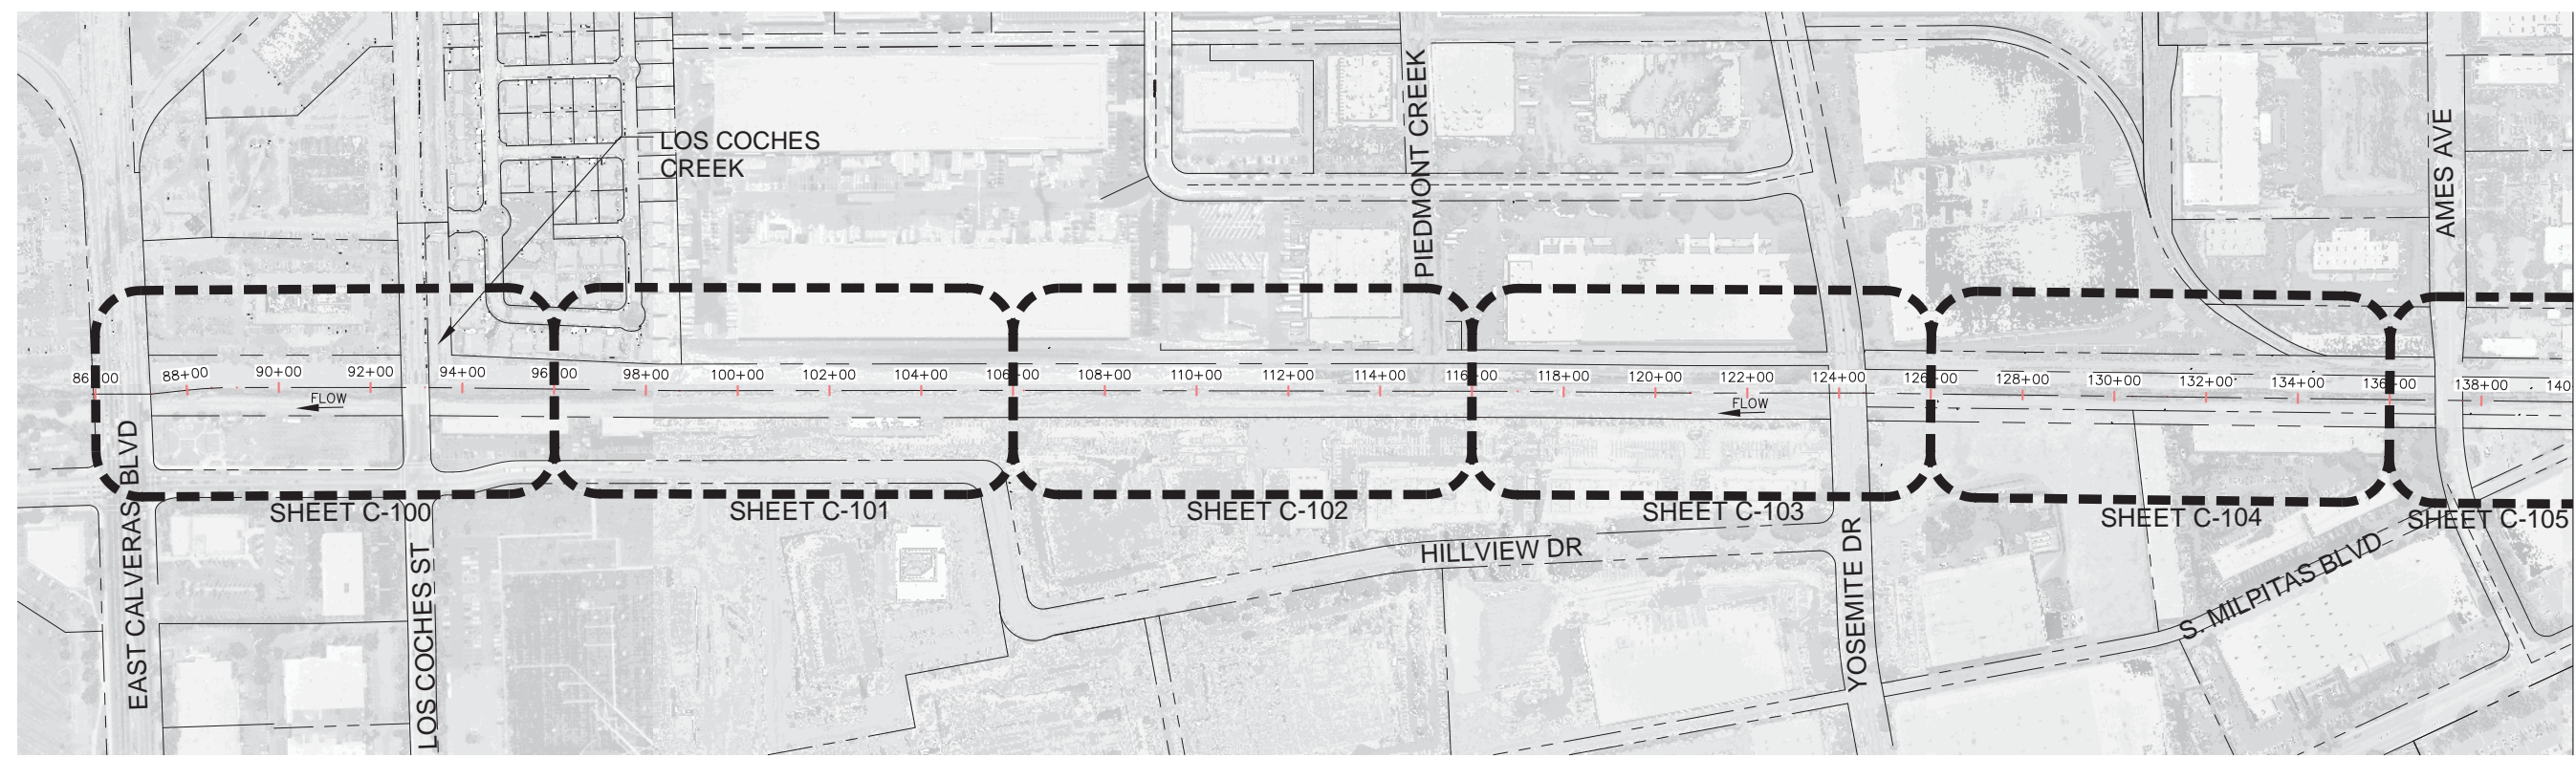 LOS COCHES
CREEK
PIEDMONT CREEK
AMES AVE
86+00
88+00
90+00
92+00
94+00
96+00
98+00
100+00
102+00
104+00
106+00
108+00
110+00
112+00
114+00
116+00
118+00
120+00
122+00
124+00
126+00
128+00
130+00
132+00
134+00
136+00
138+00
140
FLOW
FLOW
EAST CALVERAS BLVD
SHEET C-100
SHEET C-101
SHEET C-102
SHEET C-103
SHEET C-104
SHEET C-105
LOS COCHES ST
HILLVIEW DR
YOSEMITE DR
S. MILPITAS BLVD